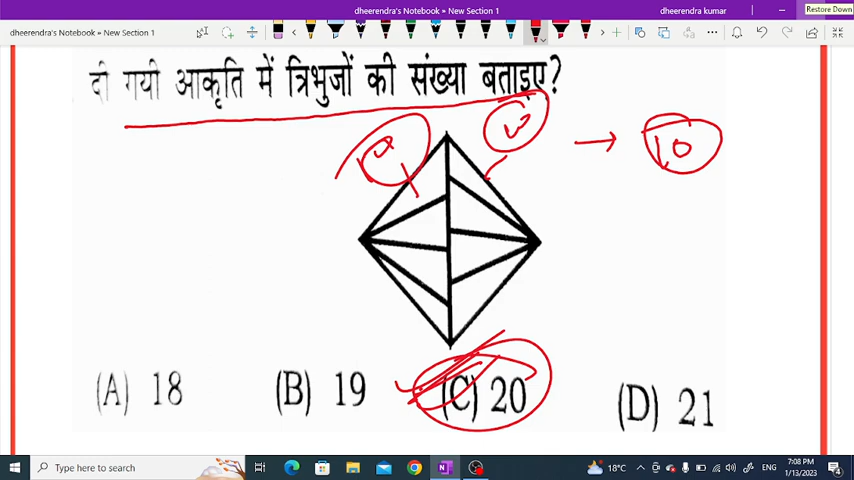 dheerendra's Notebook » New Section 1
dheerendra kumar
Restore Down
dheerendra's Notebook » New Section 1
दी गयी आकृति में त्रिभुजों की संख्या बताइए?
10
(A) 18
(B) 19
(C) 20
(D) 21
Type here to search
18°C
ENG
7:08 PM
1/13/2023